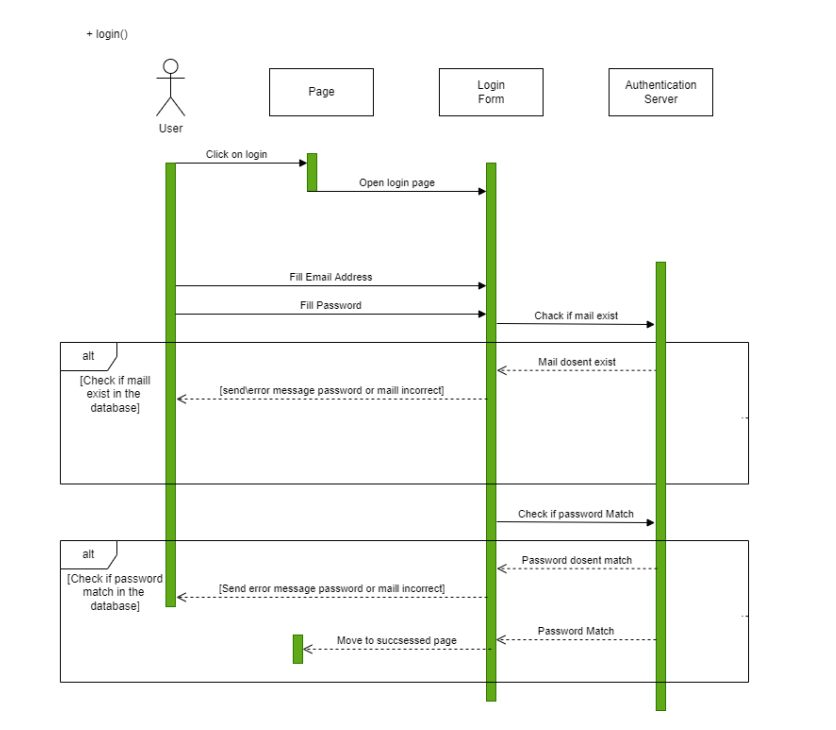 + login()
User
Page
Login
Form
Authentication
Server
Click on login
Open login page
Fill Email Address
Fill Password
Chack if mail exist
alt
[Check if maill
exist in the
database]
Mail dosent exist
[send\error message password or maill incorrect]
Check if password Match
alt
[Check if password
match in the
database]
Password dosent match
[Send error message password or maill incorrect]
Password Match
Move to succsessed page